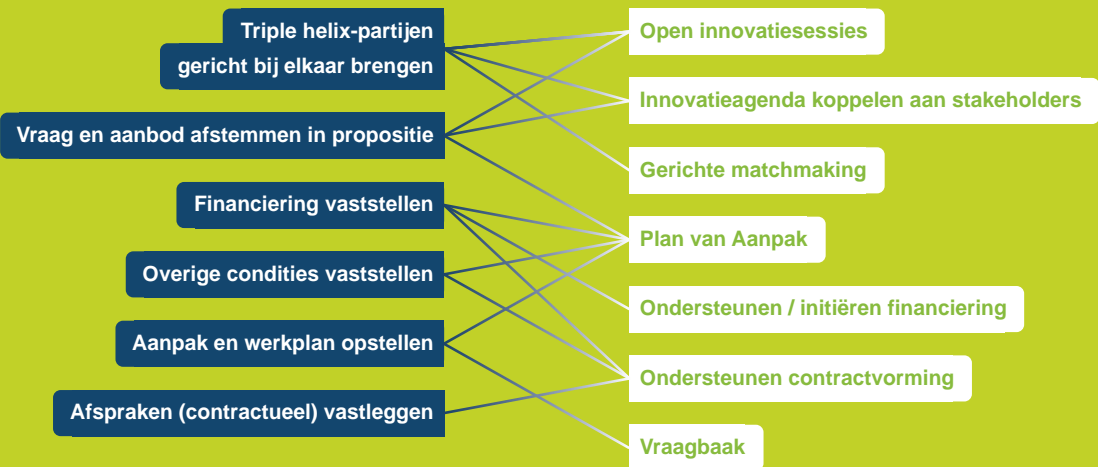 Triple helix-partijen
gericht bij elkaar brengen
Vraag en aanbod afstemmen in propositie
Financiering vaststellen
Overige condities vaststellen
Aanpak en werkplan opstellen
Afspraken (contractueel) vastleggen
Open innovatiesessies
Innovatieagenda koppelen aan stakeholders
Gerichte matchmaking
Plan van Aanpak
Ondersteunen / initiëren financiering
Ondersteunen contractvorming
Vraagbaak